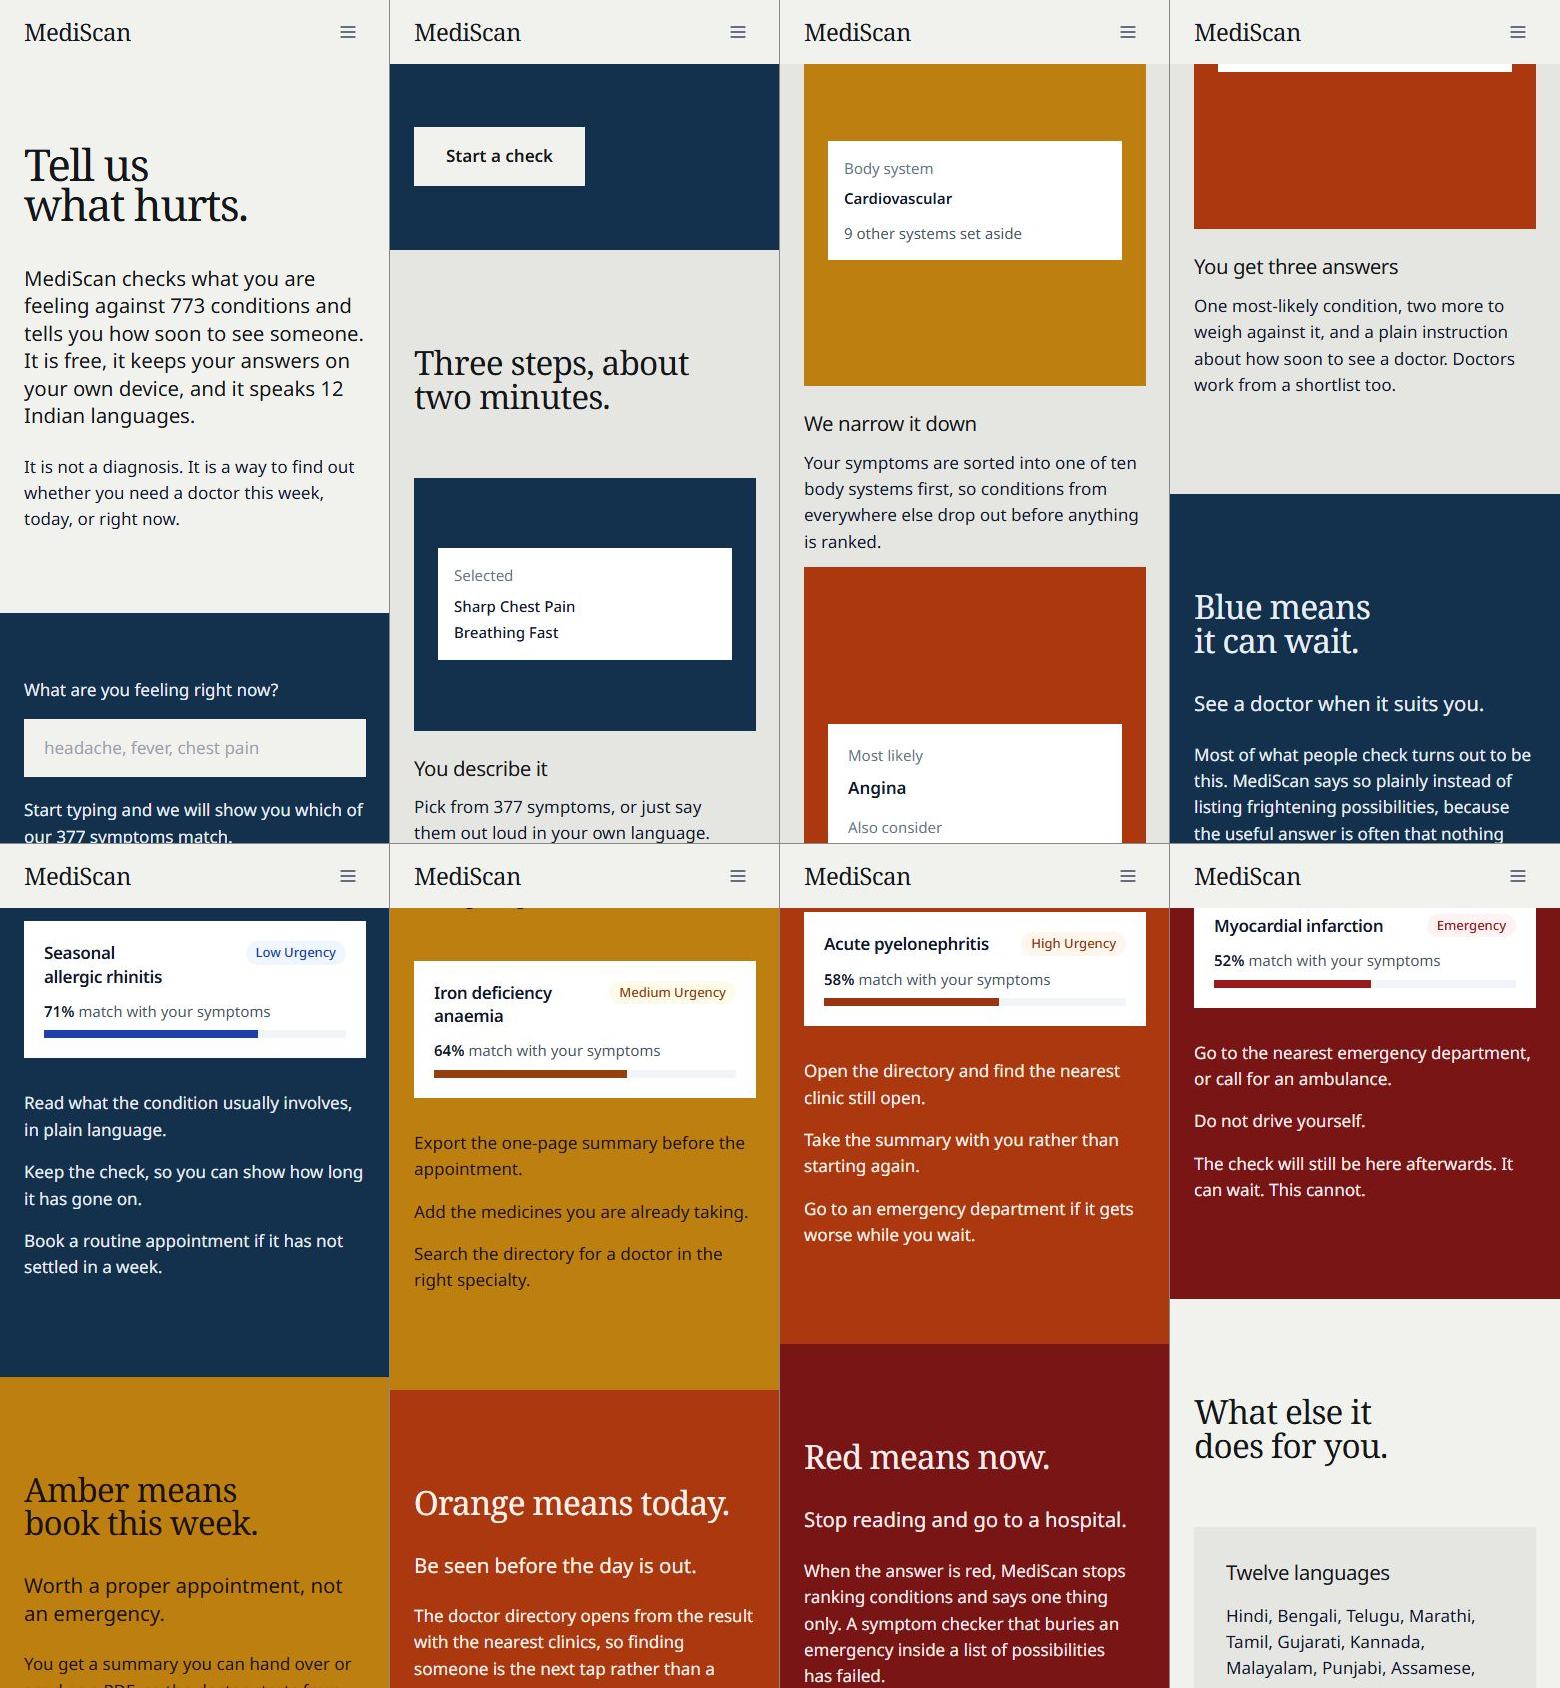 MediScan
Tell us
what hurts.
MediScan checks what you are
feeling against 773 conditions and
tells you how soon to see someone.
It is free, it keeps your answers on
your own device, and it speaks 12
Indian languages.
It is not a diagnosis. It is a way to find out
whether you need a doctor this week,
today, or right now.
What are you feeling right now?
headache, fever, chest pain
Start typing and we will show you which of
our 377 symptoms match.
MediScan
Start a check
Three steps, about
two minutes.
Selected
Sharp Chest Pain
Breathing Fast
You describe it
Pick from 377 symptoms, or just say
them out loud in your own language.
MediScan
Body system
Cardiovascular
9 other systems set aside
We narrow it down
Your symptoms are sorted into one of ten
body systems first, so conditions from
everywhere else drop out before anything
is ranked.
Most likely
Angina
Also consider
MediScan
You get three answers
One most-likely condition, two more to
weigh against it, and a plain instruction
about how soon to see a doctor. Doctors
work from a shortlist too.
Blue means
it can wait.
See a doctor when it suits you.
Most of what people check turns out to be
this. MediScan says so plainly instead of
listing frightening possibilities, because
the useful answer is often that nothing
MediScan
Seasonal
allergic rhinitis
Low Urgency
71% match with your symptoms
Read what the condition usually involves,
in plain language.
Keep the check, so you can show how long
it has gone on.
Book a routine appointment if it has not
settled in a week.
Amber means
book this week.
Worth a proper appointment, not
an emergency.
You get a summary you can hand over or
MediScan
Iron deficiency
anaemia
Medium Urgency
64% match with your symptoms
Export the one-page summary before the
appointment.
Add the medicines you are already taking.
Search the directory for a doctor in the
right specialty.
Orange means today.
Be seen before the day is out.
The doctor directory opens from the result
with the nearest clinics, so finding
someone is the next tap rather than a
MediScan
Acute pyelonephritis
High Urgency
58% match with your symptoms
Open the directory and find the nearest
clinic still open.
Take the summary with you rather than
starting again.
Go to an emergency department if it gets
worse while you wait.
Red means now.
Stop reading and go to a hospital.
When the answer is red, MediScan stops
ranking conditions and says one thing
only. A symptom checker that buries an
emergency inside a list of possibilities
has failed.
MediScan
Myocardial infarction
Emergency
52% match with your symptoms
Go to the nearest emergency department,
or call for an ambulance.
Do not drive yourself.
The check will still be here afterwards. It
can wait. This cannot.
What else it
does for you.
Twelve languages
Hindi, Bengali, Telugu, Marathi,
Tamil, Gujarati, Kannada,
Malayalam, Punjabi, Assamese,